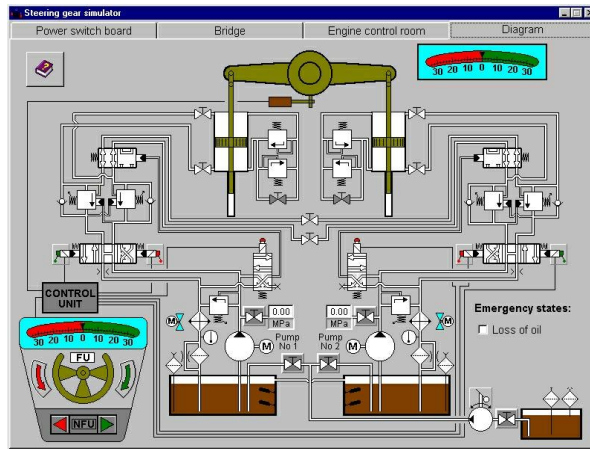 Steering gear simulator
Power switch board
Bridge
Engine control room
Diagram
30 20 10 0 10 20 30
CONTROL
UNIT
0.00
MPa
0.00
MPa
M
M
M
M
Pump
No 1
Pump
No 2
Emergency states:
Loss of oil
30 20 10 0 10 20 30
FU
NFU